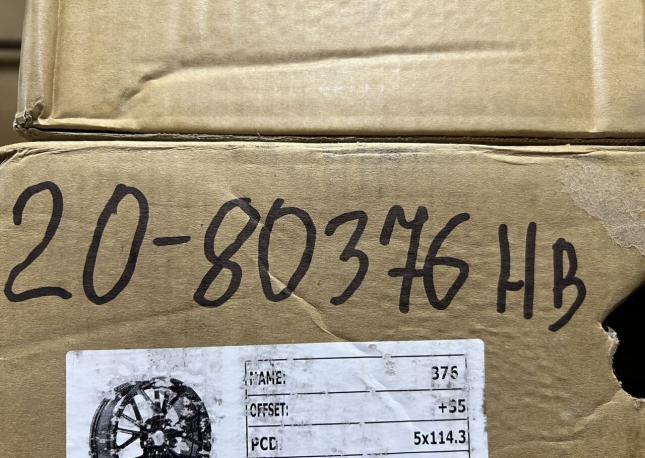 20-80376 HB
NAME: 376
OFFSET: +35
PCD: 5x114.3